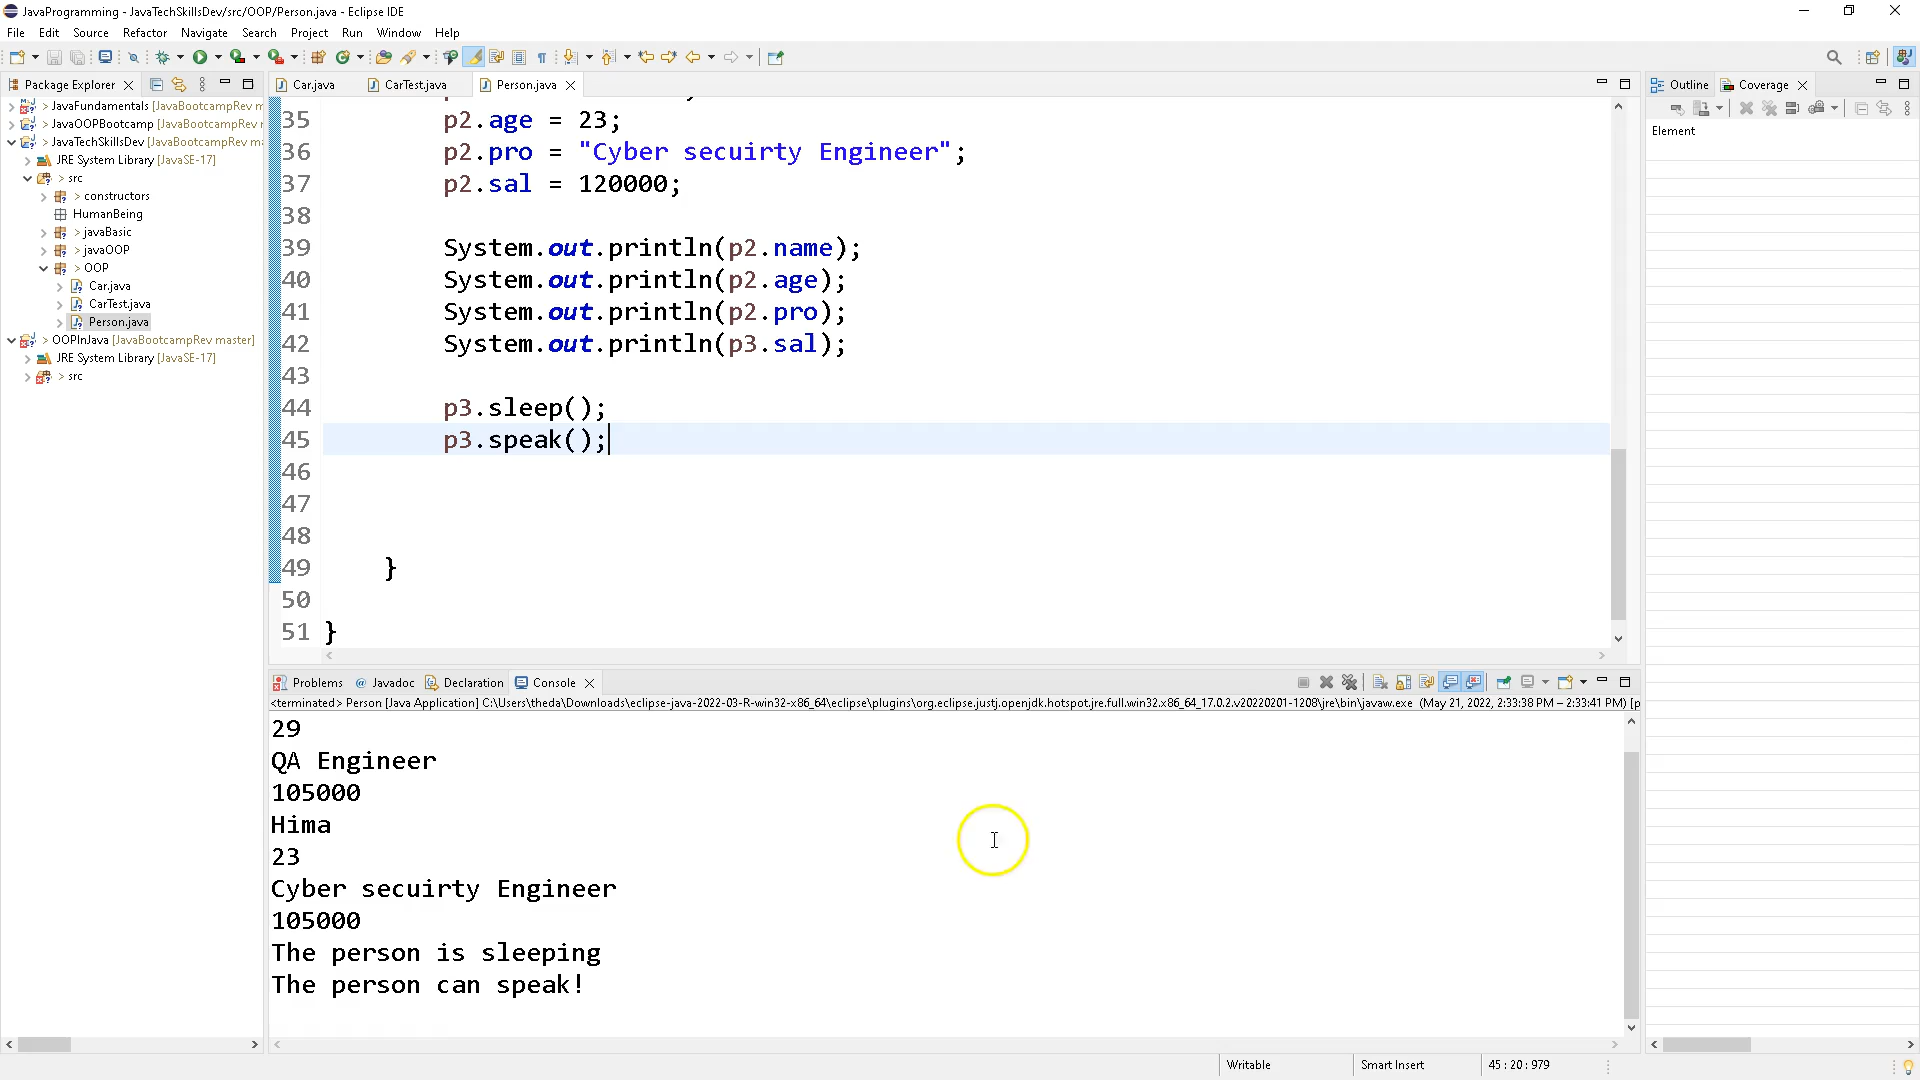 JavaProgramming - JavaTechSkillsDev/src/OOP/Person.java - Eclipse IDE
File Edit Source Refactor Navigate Search Project Run Window Help
Package Explorer
> JavaFundamentals [JavaBootcampRev m
> JavaOOPBootcamp [JavaBootcampRev
> JavaTechSkillsDev [JavaBootcampRev ma
JRE System Library [JavaSE-17]
> src
> constructors
HumanBeing
> javaBasic
> javaOOP
> OOP
Car.java
CarTest.java
Person.java
> OOPInJava [JavaBootcampRev master]
JRE System Library [JavaSE-17]
> src
Car.java CarTest.java Person.java
35 p2.age = 23;
36 p2.pro = "Cyber secuirty Engineer";
37 p2.sal = 120000;
38
39 System.out.println(p2.name);
40 System.out.println(p2.age);
41 System.out.println(p2.pro);
42 System.out.println(p3.sal);
43
44 p3.sleep();
45 p3.speak();
46
47
48
49 }
50
51 }
Outline Coverage
Element
Problems @ Javadoc Declaration Console
<terminated> Person [Java Application] C:\Users\theda\Downloads\eclipse-java-2022-03-R-win32-x86_64\eclipse\plugins\org.eclipse.justj.openjdk.hotspot.jre.full.win32.x86_64_17.0.2.v20220201-1208\jre\bin\javaw.exe (May 21, 2022, 2:33:38 PM – 2:33:41 PM) [p
29
QA Engineer
105000
Hima
23
Cyber secuirty Engineer
105000
The person is sleeping
The person can speak!
Writable Smart Insert 45 : 20 : 979